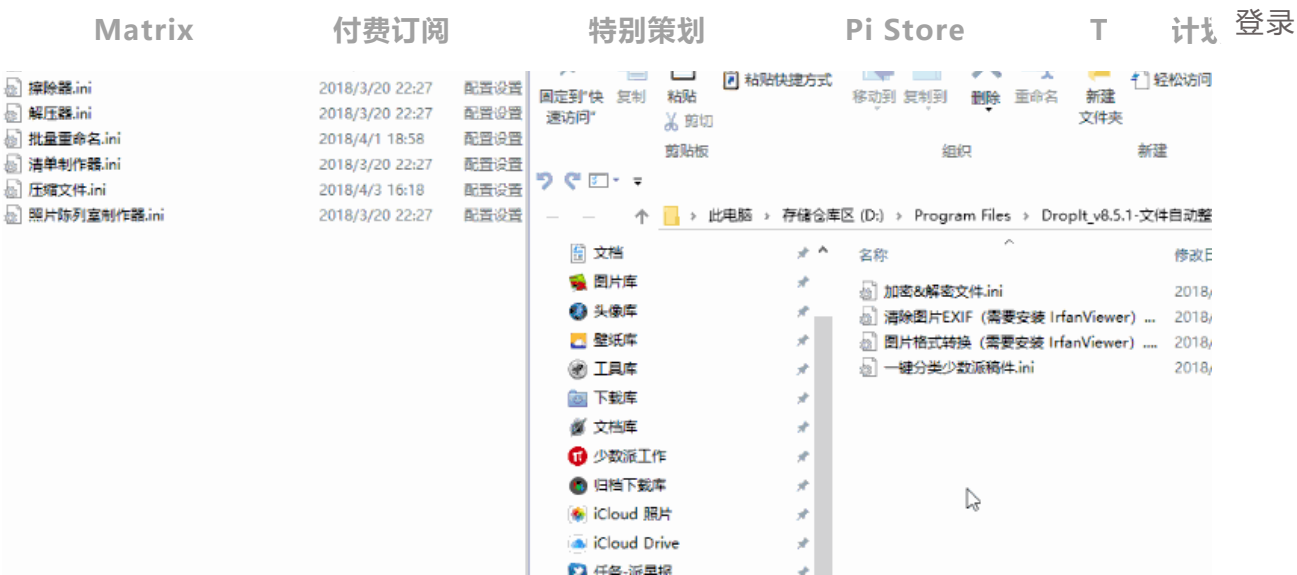 Matrix 付费订阅 特别策划 Pi Store T 计划 登录
擦除器.ini 2018/3/20 22:27 配置设置
解压器.ini 2018/3/20 22:27 配置设置
批量重命名.ini 2018/4/1 18:58 配置设置
清单制作器.ini 2018/3/20 22:27 配置设置
压缩文件.ini 2018/4/3 16:18 配置设置
照片陈列室制作器.ini 2018/3/20 22:27 配置设置
粘贴快捷方式 轻松访问
固定到"快 复制 粘贴 移动到 复制到 删除 重命名 新建
速访问" 剪切 文件夹
剪贴板 组织 新建
此电脑 › 存储仓库区 (D:) › Program Files › DropIt_v8.5.1-文件自动整
名称 修改日
文档
图片库
头像库
壁纸库
工具库
下载库
文档库
少数派工作
归档下载库
iCloud 照片
iCloud Drive
任务-派早报
加密&解密文件.ini 2018/
清除图片EXIF（需要安装 IrfanViewer）... 2018/
图片格式转换（需要安装 IrfanViewer）.... 2018/
一键分类少数派稿件.ini 2018/